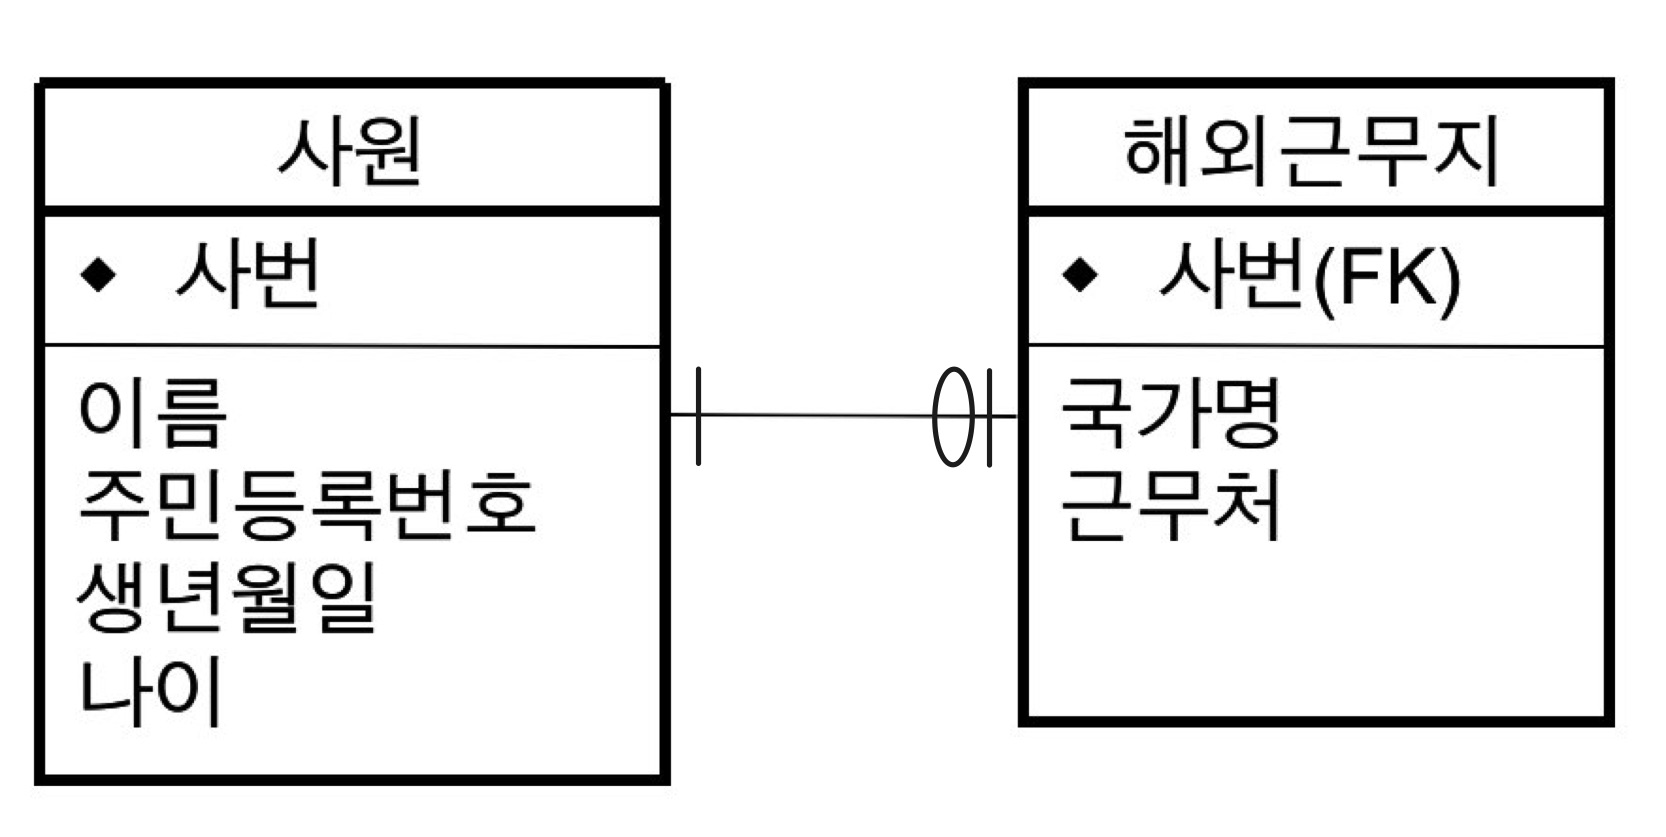 사원
◆ 사번
이름
주민등록번호
생년월일
나이
해외근무지
◆ 사번(FK)
국가명
근무처